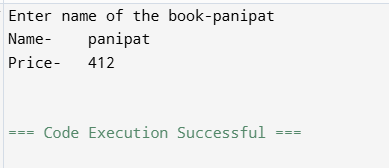 Enter name of the book-panipat
Name-    panipat
Price-   412
=== Code Execution Successful ===